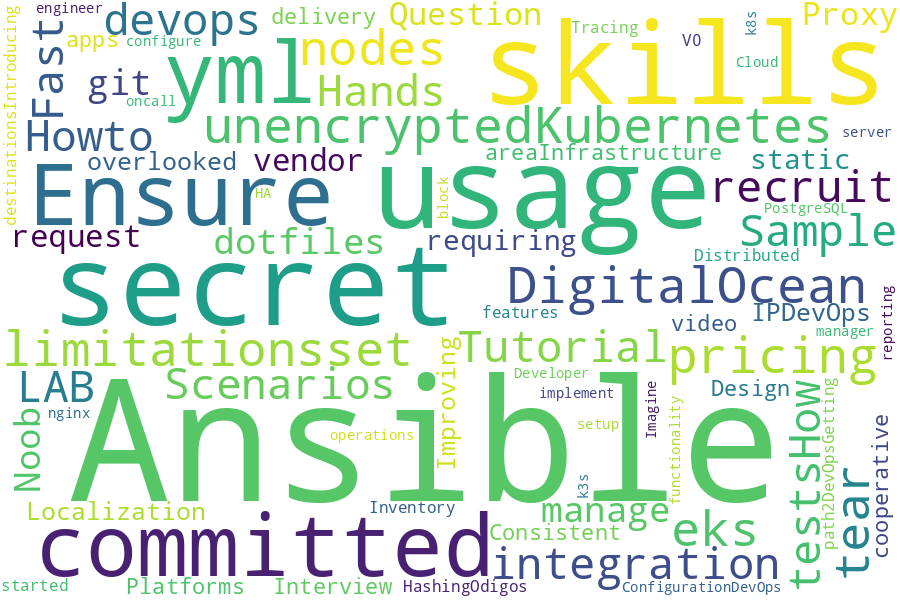 engineer
devops
delivery
Question
Proxy
Tracing
k8s
V0
skills
destinationsIntroducing
Fast
apps
configure
yml
nodes
Cloud
git
oncall
Hands
unencryptedKubernetes
Howto
server
overlooked
vendor
areaInfrastructure
static
Ensure
HA
usage
block
recruit
PostgreSQL
request
dotfiles
requiring
Sample
Distributed
secret
DigitalOcean
reporting
features
IPDevOps
video
manager
limitationsset
Improving
Tutorial
pricing
LAB
Scenarios
Developer
implement
Imagine
Design
nginx
Noob
Ansible
operations
setup
functionality
testsHow
path2DevOpsGetting
cooperative
k3s
tear
Localization
Inventory
manage
committed
Consistent
eks
integration
started
Platforms
Interview
HashingOdigos
ConfigurationDevOps